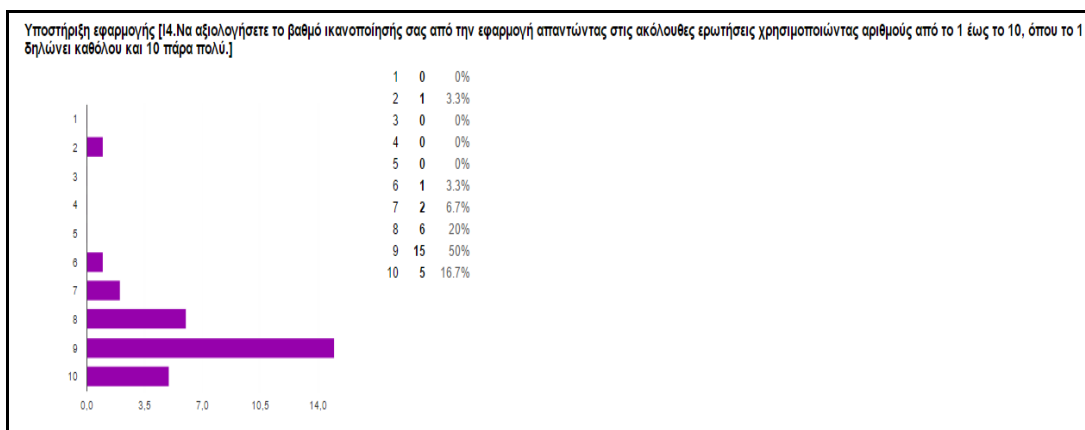 Υποστήριξη εφαρμογής [Ι4.Να αξιολογήσετε το βαθμό ικανοποίησής σας από την εφαρμογή απαντώντας στις ακόλουθες ερωτήσεις χρησιμοποιώντας αριθμούς από το 1 έως το 10, όπου το 1
δηλώνει καθόλου και 10 πάρα πολύ.]
1 0 0%
2 1 3.3%
3 0 0%
4 0 0%
5 0 0%
6 1 3.3%
7 2 6.7%
8 6 20%
9 15 50%
10 5 16.7%
1
2
3
4
5
6
7
8
9
10
0,0 3,5 7,0 10,5 14,0